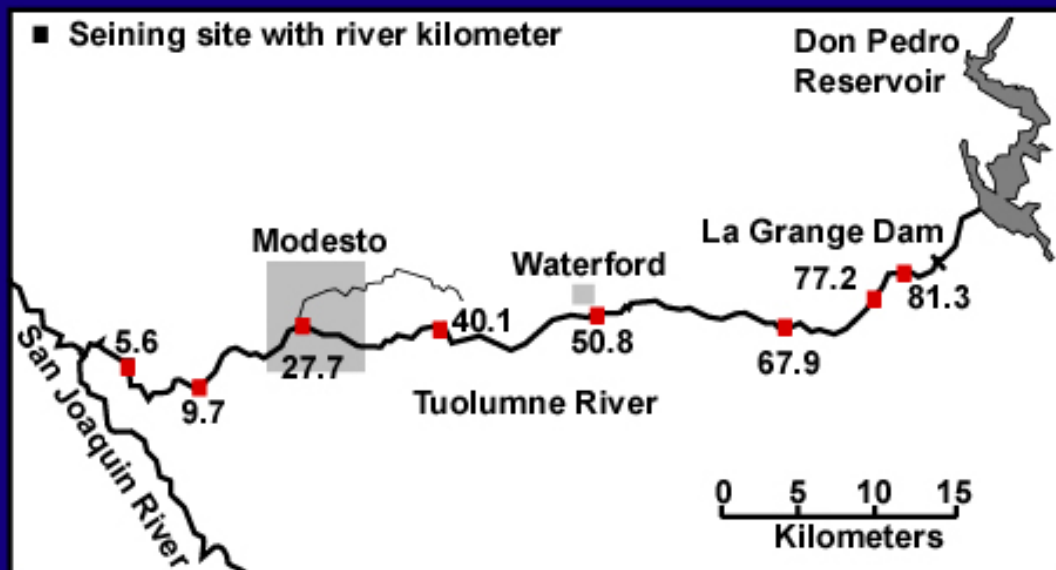 Seining site with river kilometer
Don Pedro
Reservoir
La Grange Dam
Modesto
Waterford
77.2
81.3
5.6
40.1
50.8
27.7
67.9
9.7
Tuolumne River
San Joaquin River
0 5 10 15
Kilometers